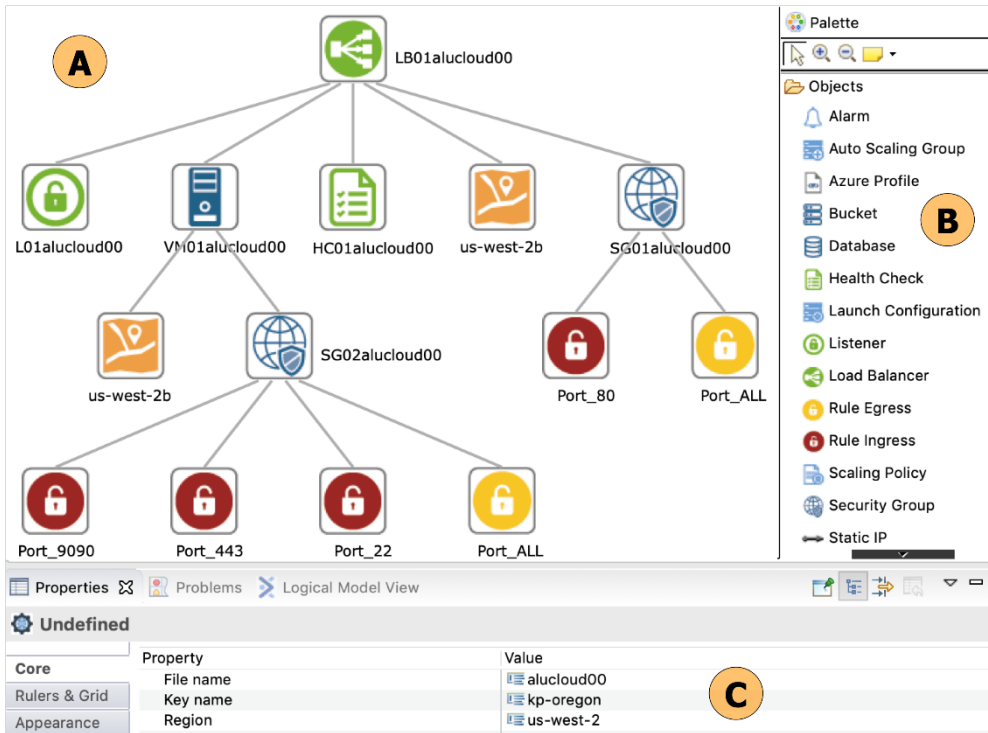 A
LB01alucloud00
L01alucloud00
VM01alucloud00
HC01alucloud00
us-west-2b
SG01alucloud00
us-west-2b
SG02alucloud00
Port_80
Port_ALL
Port_9090
Port_443
Port_22
Port_ALL
Palette
Objects
Alarm
Auto Scaling Group
Azure Profile
Bucket
B
Database
Health Check
Launch Configuration
Listener
Load Balancer
Rule Egress
Rule Ingress
Scaling Policy
Security Group
Static IP
Properties Problems Logical Model View
Undefined
Core
Rulers & Grid
Appearance
Property Value
File name alucloud00
Key name kp-oregon
Region us-west-2
C